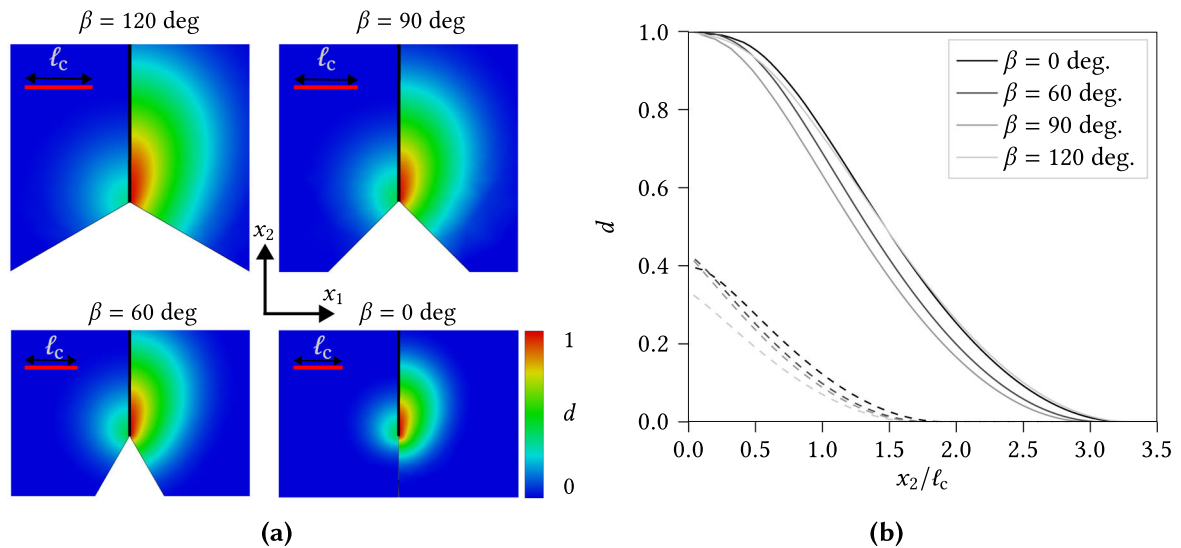 β = 120 deg
β = 90 deg
ℓc
ℓc
x2
x1
β = 60 deg
β = 0 deg
ℓc
ℓc
1
d
0
(a)
1.0
0.8
0.6
0.4
0.2
0.0
d
β = 0 deg.
β = 60 deg.
β = 90 deg.
β = 120 deg.
0.0 0.5 1.0 1.5 2.0 2.5 3.0 3.5
x2/ℓc
(b)